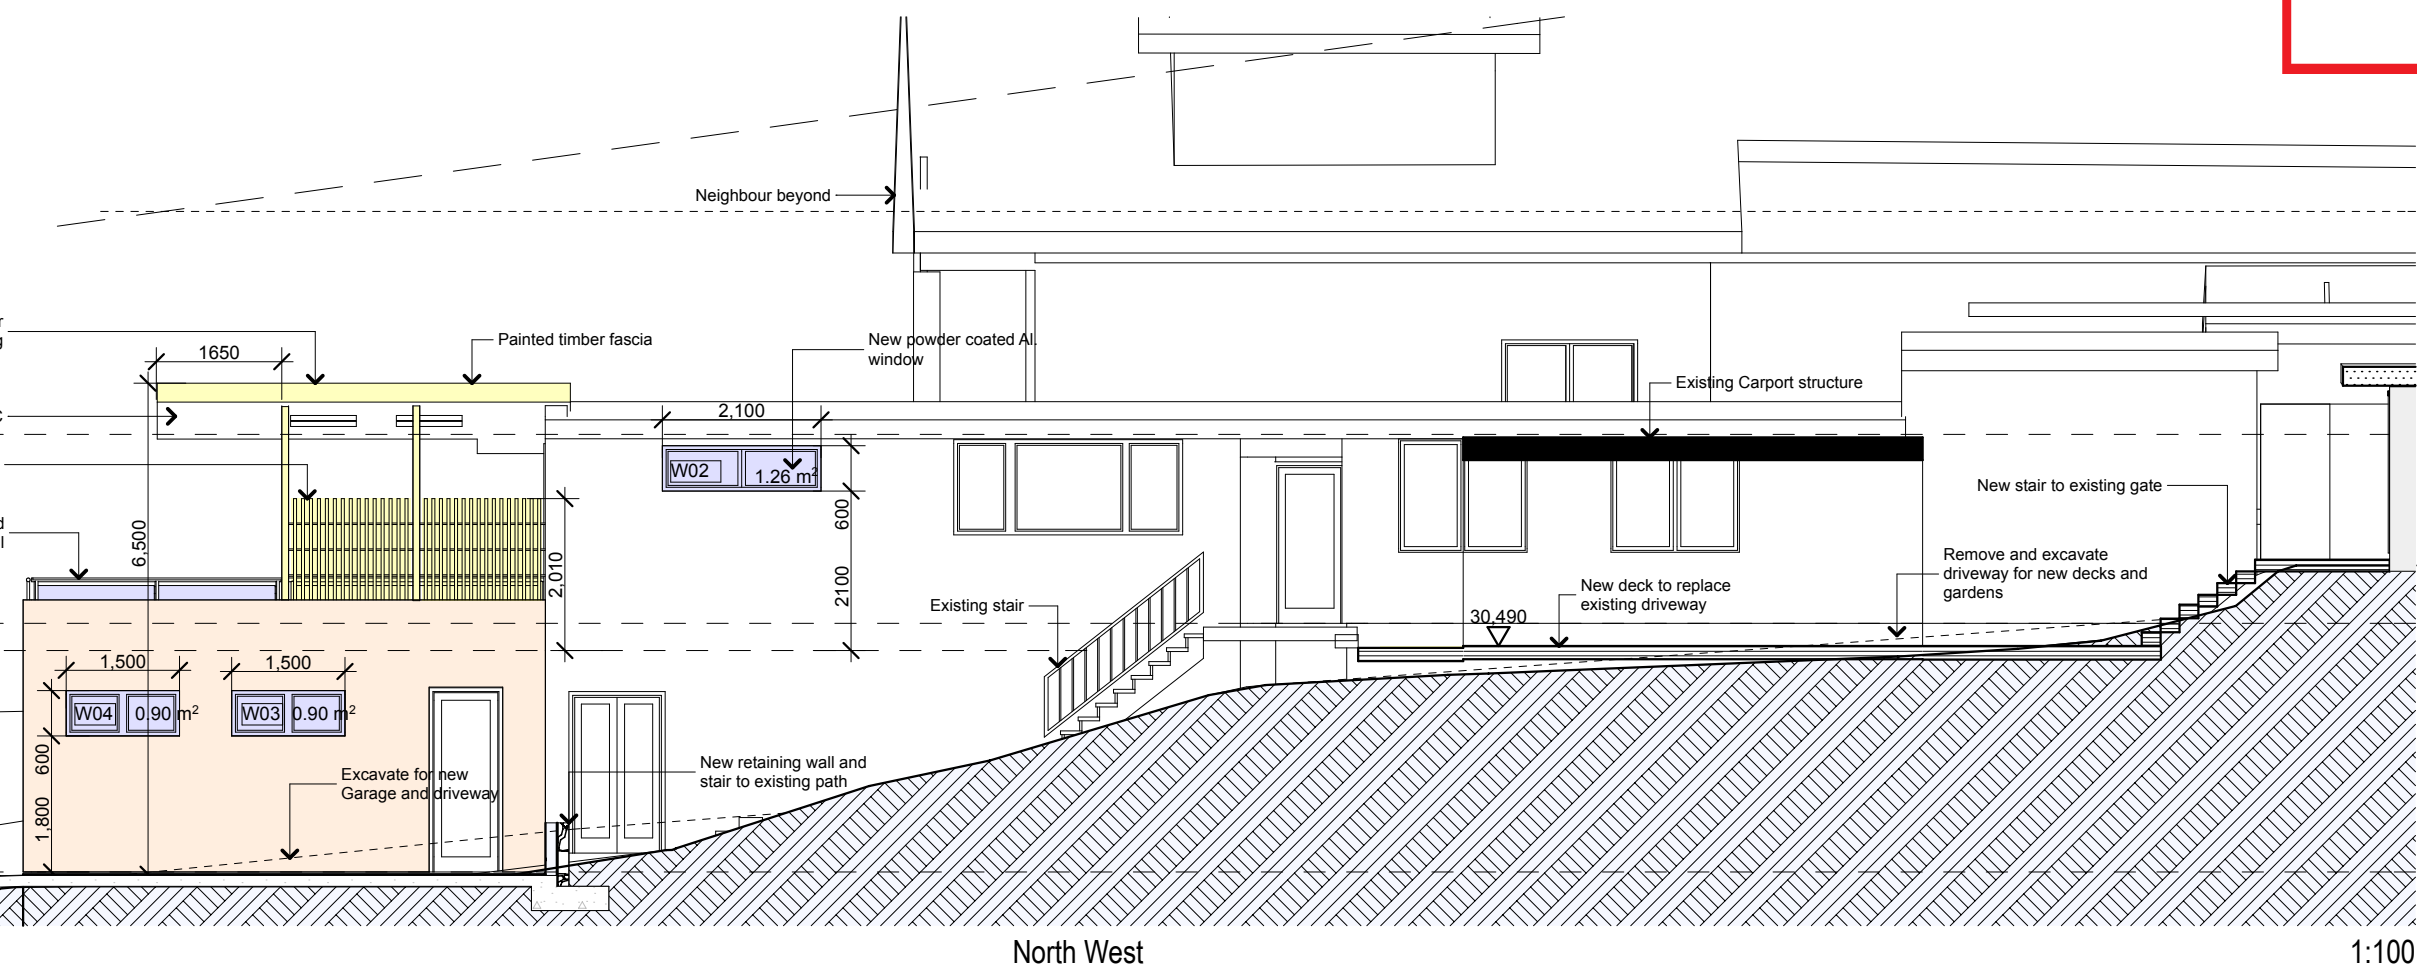 Neighbour beyond
r
g
Painted timber fascia
New powder coated Al.
window
1650
Existing Carport structure
c
2,100
W02
1.26 m²
New stair to existing gate
6,500
600
d
l
2,010
2100
Remove and excavate
driveway for new decks and
gardens
New deck to replace
existing driveway
Existing stair
30,490
1,500
1,500
W04
0.90 m²
W03
0.90 m²
600
1,800
Excavate for new
Garage and driveway
New retaining wall and
stair to existing path
North West
1:100